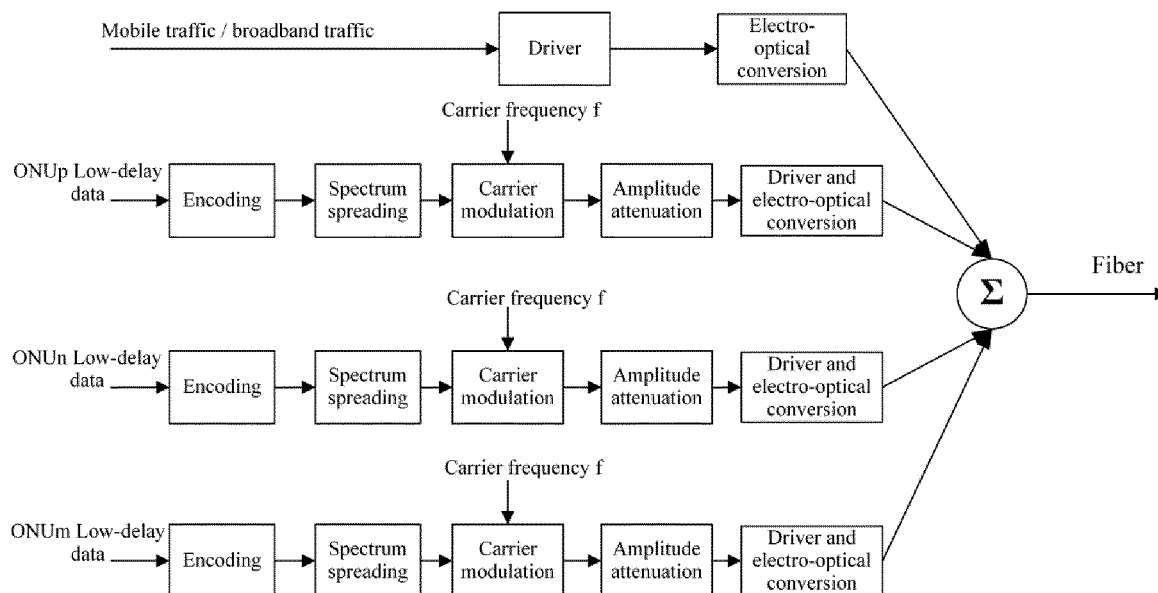 Mobile traffic / broadband traffic
Driver
Electro-
optical
conversion
Carrier frequency f
ONUp Low-delay
data
Encoding
Spectrum
spreading
Carrier
modulation
Amplitude
attenuation
Driver and
electro-optical
conversion
Fiber
Σ
Carrier frequency f
ONUn Low-delay
data
Encoding
Spectrum
spreading
Carrier
modulation
Amplitude
attenuation
Driver and
electro-optical
conversion
Carrier frequency f
ONUm Low-delay
data
Encoding
Spectrum
spreading
Carrier
modulation
Amplitude
attenuation
Driver and
electro-optical
conversion